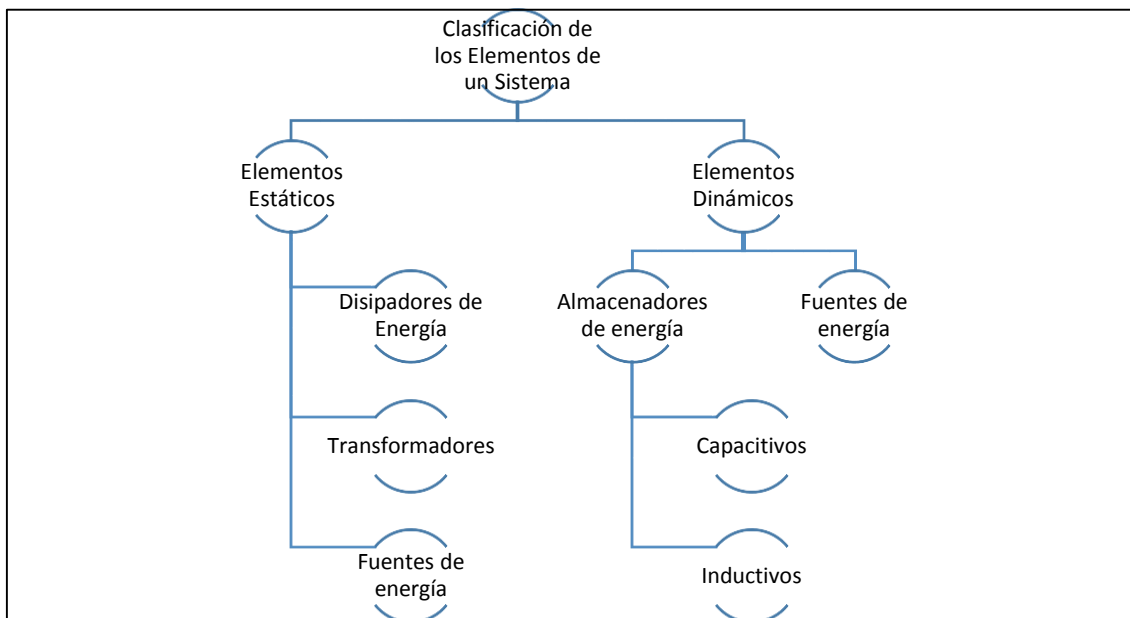 Clasificación de
los Elementos de
un Sistema
Elementos
Estáticos
Elementos
Dinámicos
Disipadores de
Energía
Almacenadores
de energía
Fuentes de
energía
Transformadores
Capacitivos
Fuentes de
energía
Inductivos